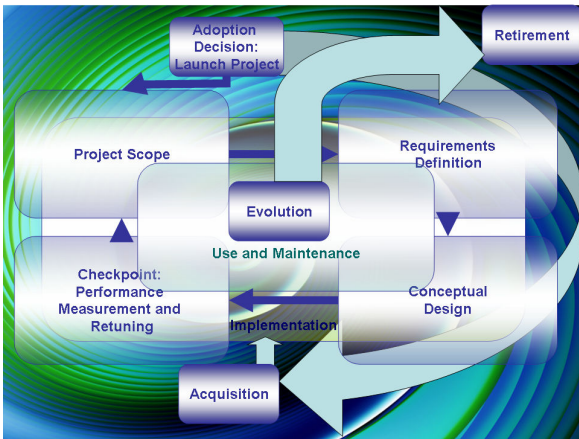 Adoption
Decision:
Launch Project
Retirement
Project Scope
Requirements
Definition
Evolution
Use and Maintenance
Checkpoint:
Performance
Measurement and
Retuning
Conceptual
Design
Implementation
Acquisition